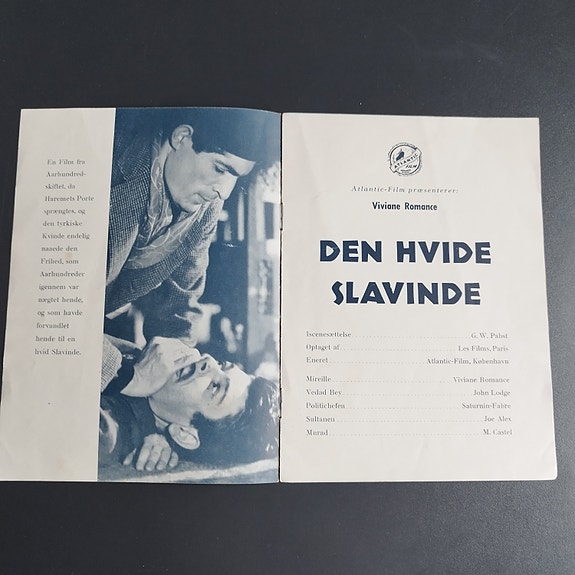 En Film fra
Aarhundred-
skiftet, da
Haremets Porte
sprængtes, og
den tyrkiske
Kvinde endelig
naaede den
Frihed, som
Aarhundreder
igennem var
nægtet hende,
og som havde
forvandlet
hende til en
hvid Slavinde.
ATLANTIC
FILM
Atlantic-Film præsenterer:
Viviane Romance
DEN HVIDE
SLAVINDE
Iscenesættelse G. W. Pabst
Optaget af Les Films, Paris
Eneret Atlantic-Film, København
Mireille Viviane Romance
Vedad Bey John Lodge
Politichefen Saturnin-Fabre
Sultanen Joe Alex
Murad M. Castel